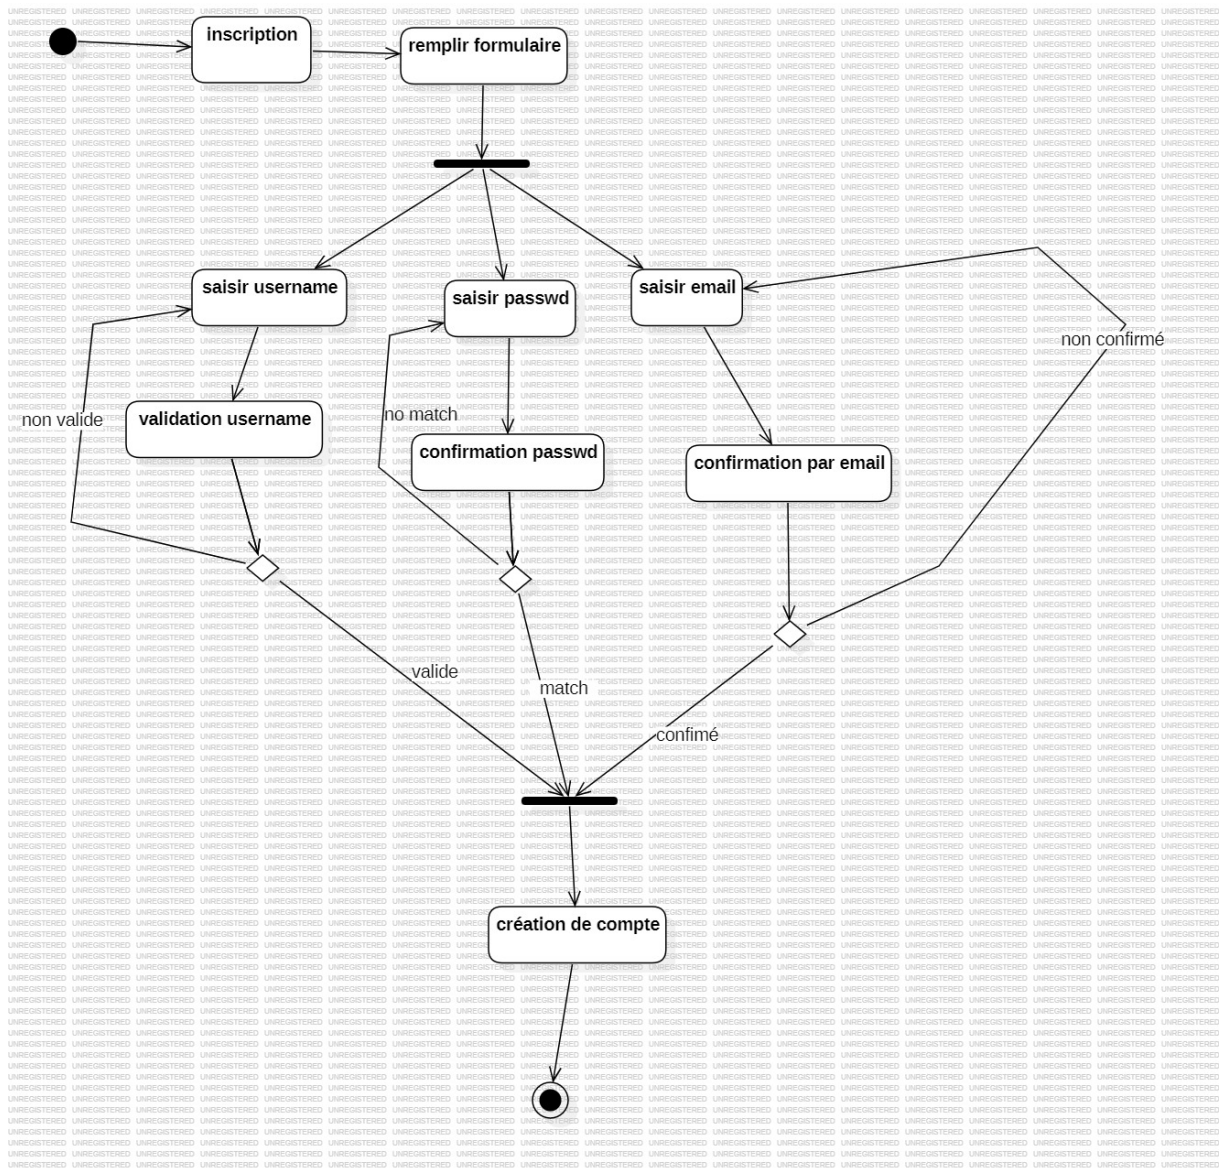 inscription
remplir formulaire
saisir username
saisir passwd
saisir email
non confirmé
non valide
validation username
no match
confirmation passwd
confirmation par email
valide
match
confimé
création de compte
UNREGISTERED